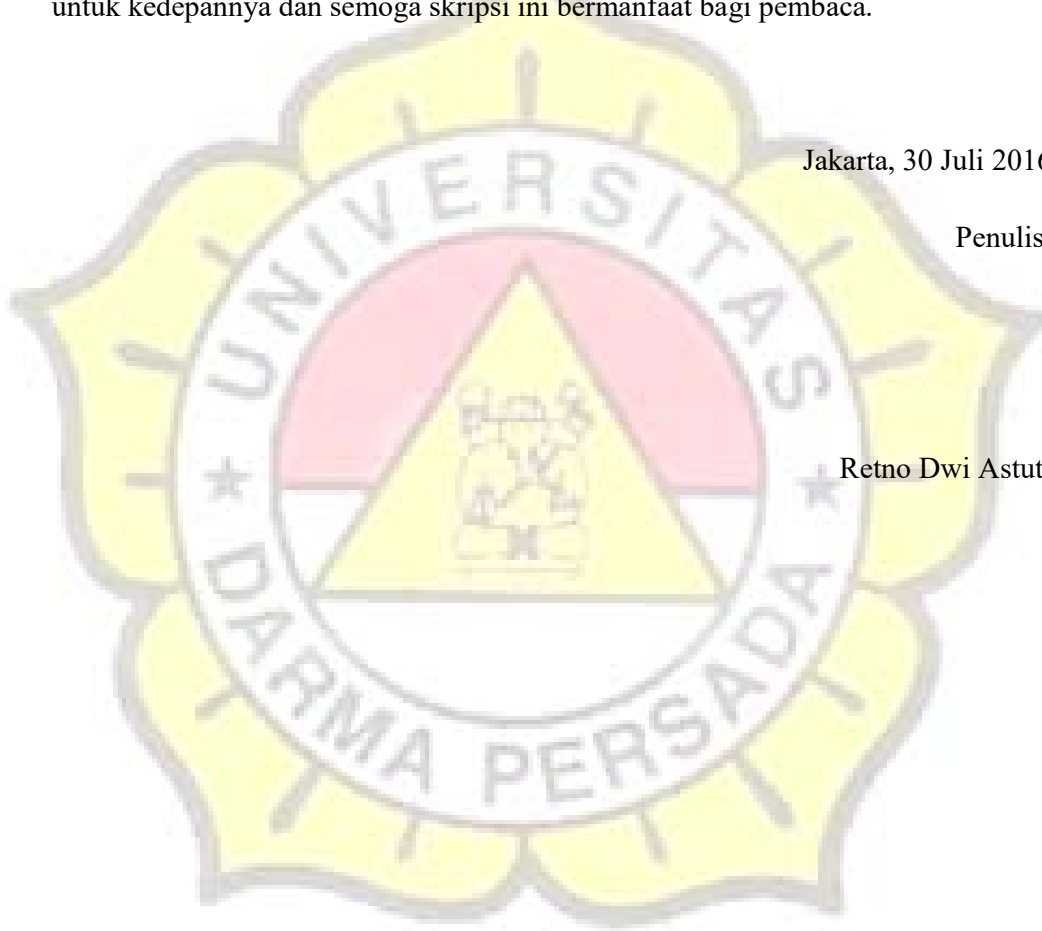 untuk kedepannya dan semoga skripsi ini bermanfaat bagi pembaca.
Jakarta, 30 Juli 2016
Penulis
Retno Dwi Astut
UNIVERSITAS
DARMA PERSADA